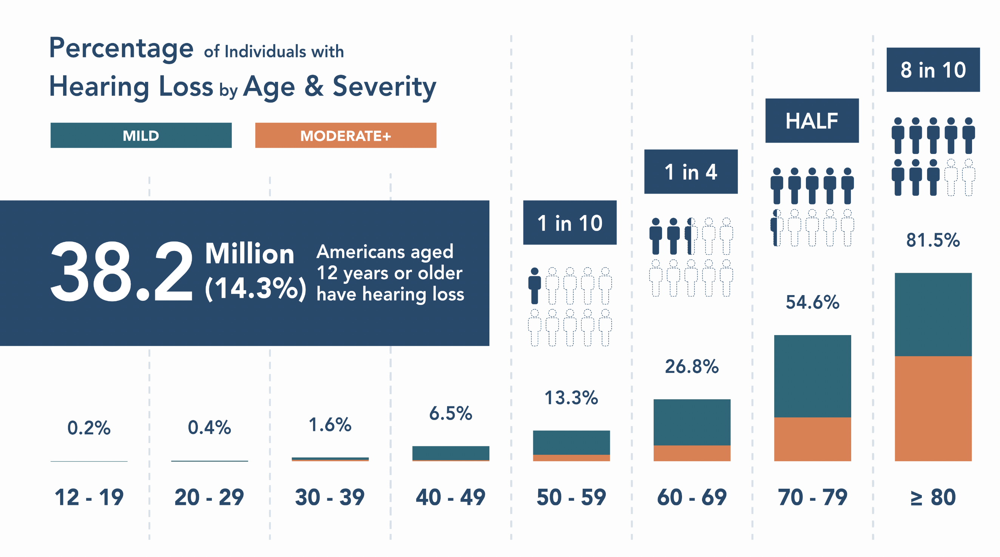 Percentage of Individuals with
Hearing Loss by Age & Severity
MILD
MODERATE+
38.2 Million
(14.3%)
Americans aged
12 years or older
have hearing loss
1 in 10
1 in 4
HALF
8 in 10
0.2%
0.4%
1.6%
6.5%
13.3%
26.8%
54.6%
81.5%
12 - 19
20 - 29
30 - 39
40 - 49
50 - 59
60 - 69
70 - 79
≥ 80